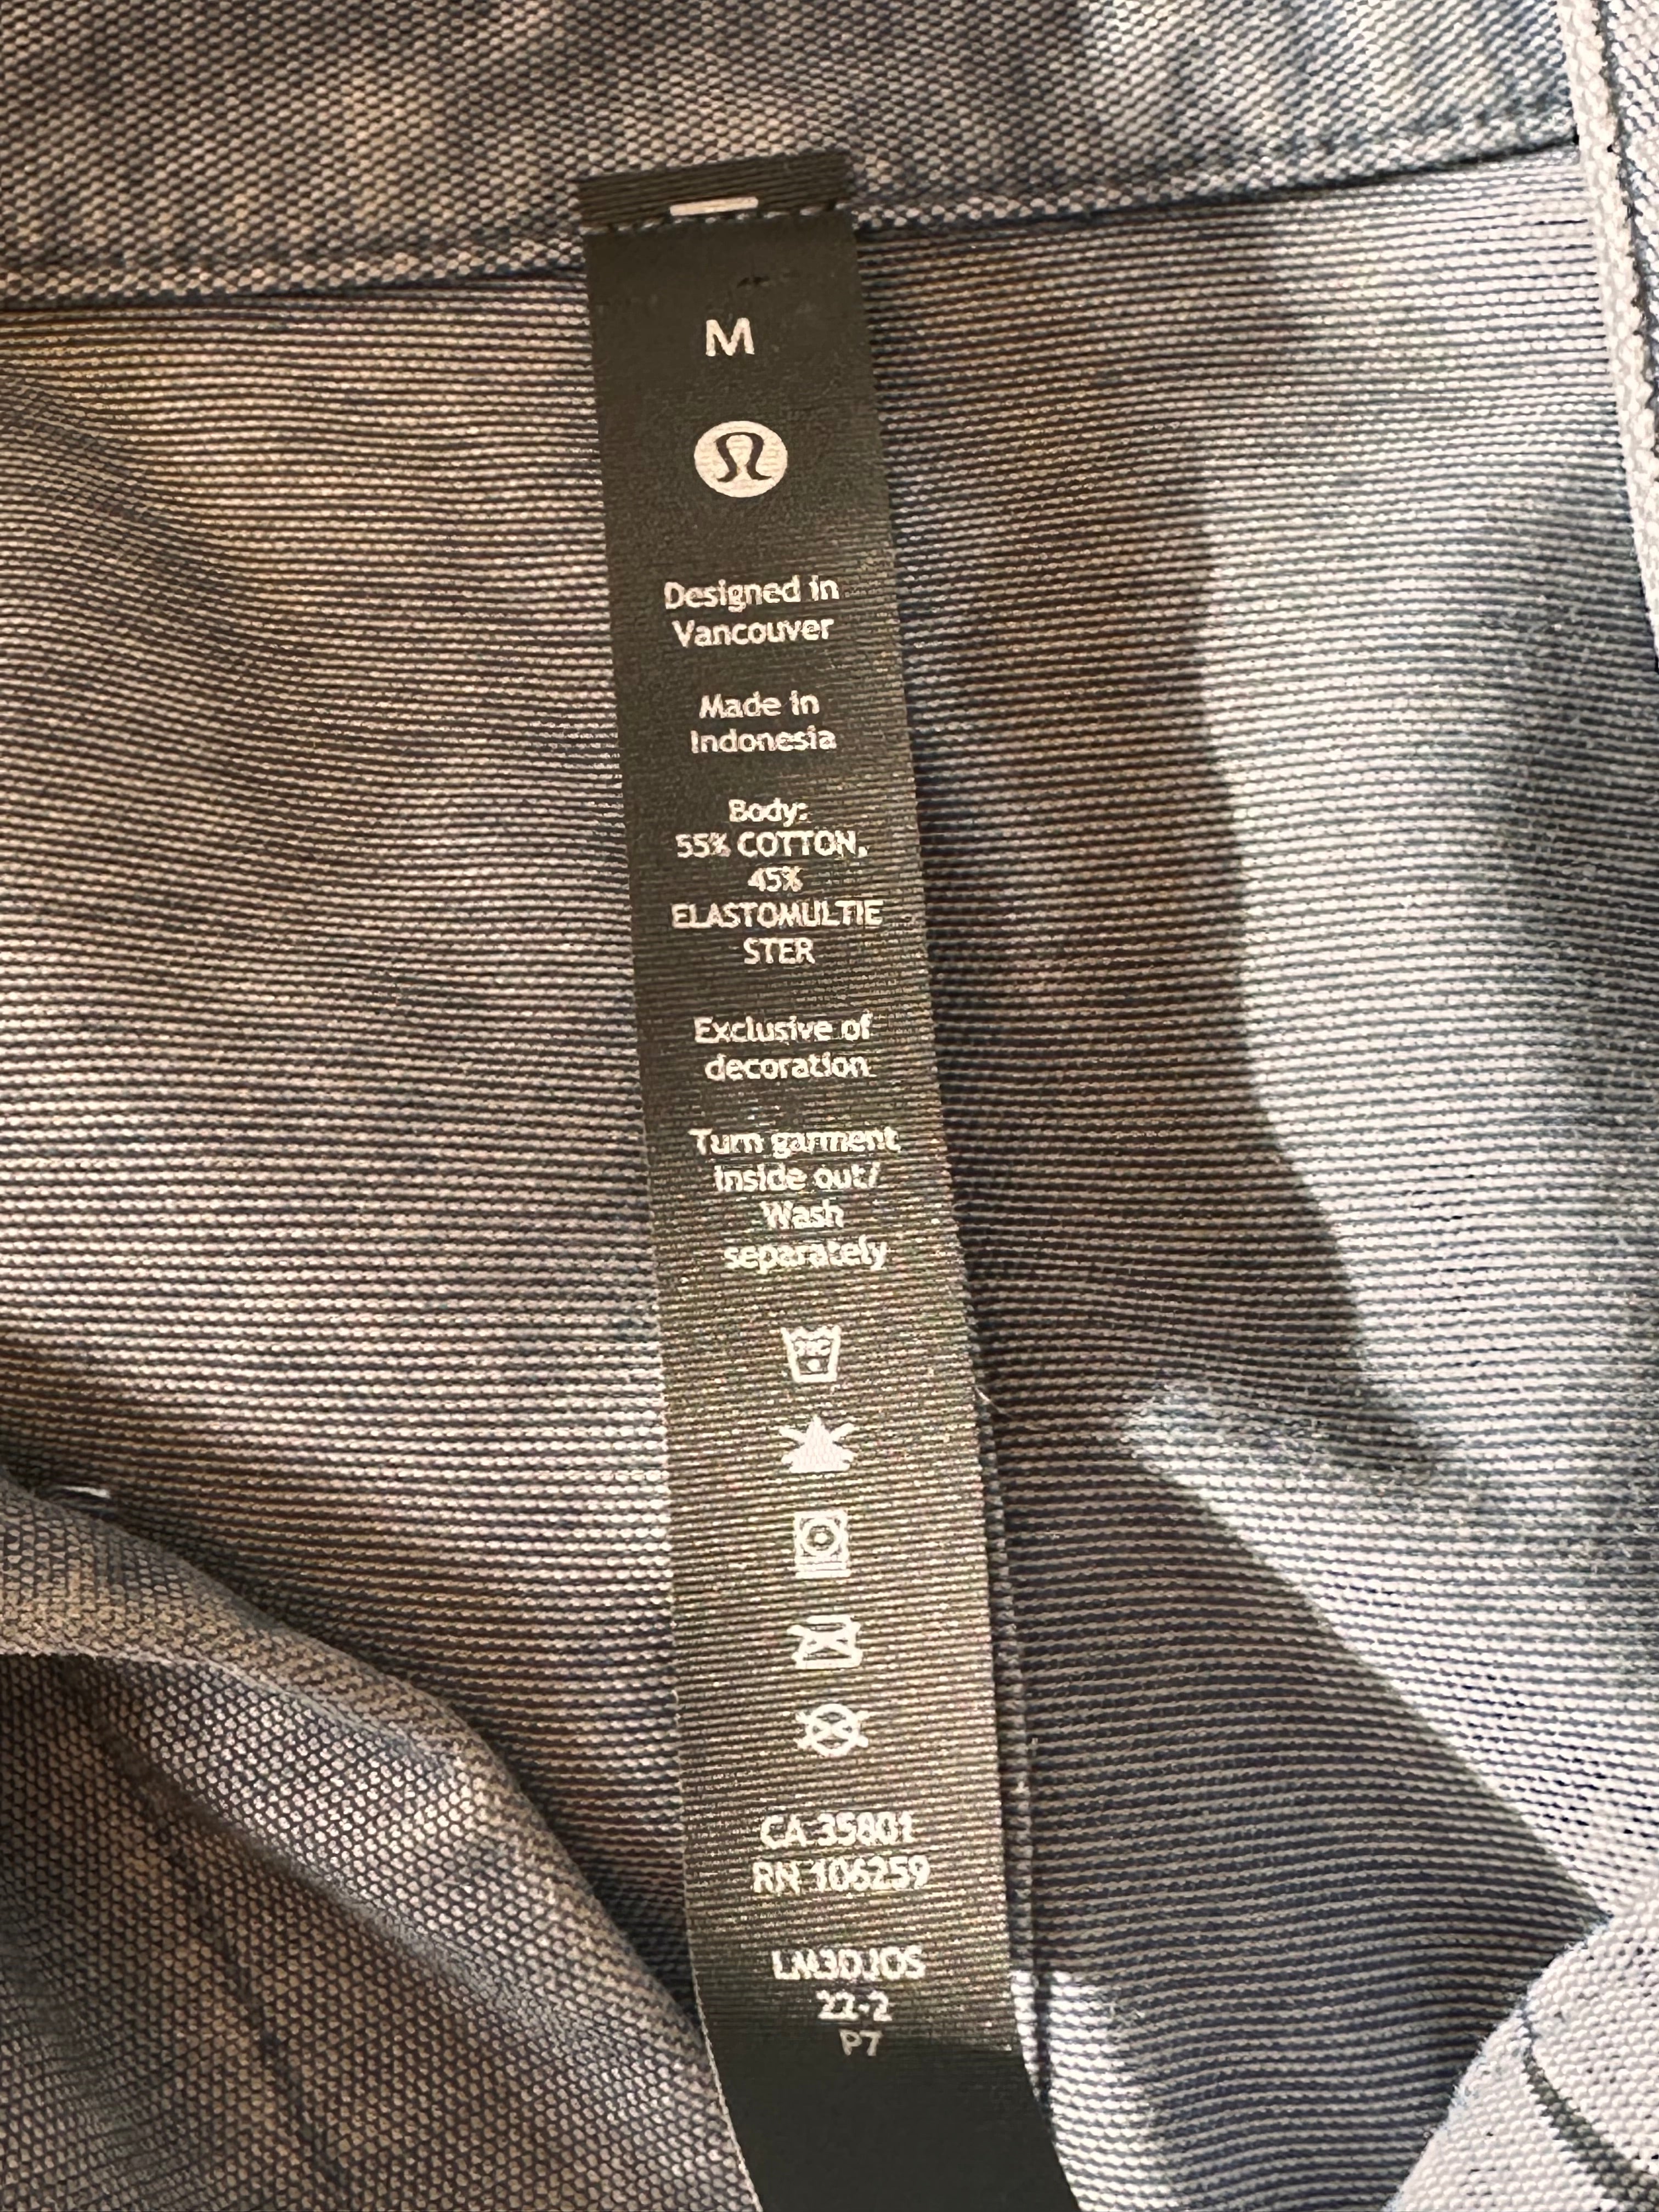 M
Designed in
Vancouver
Made in
Indonesia
Body:
55% COTTON,
45%
ELASTOMULTIE
STER
Exclusive of
decoration
Turn garment
inside out/
Wash
separately
30C
CA 35801
RN 106259
LM3DJOS
22-2
P7